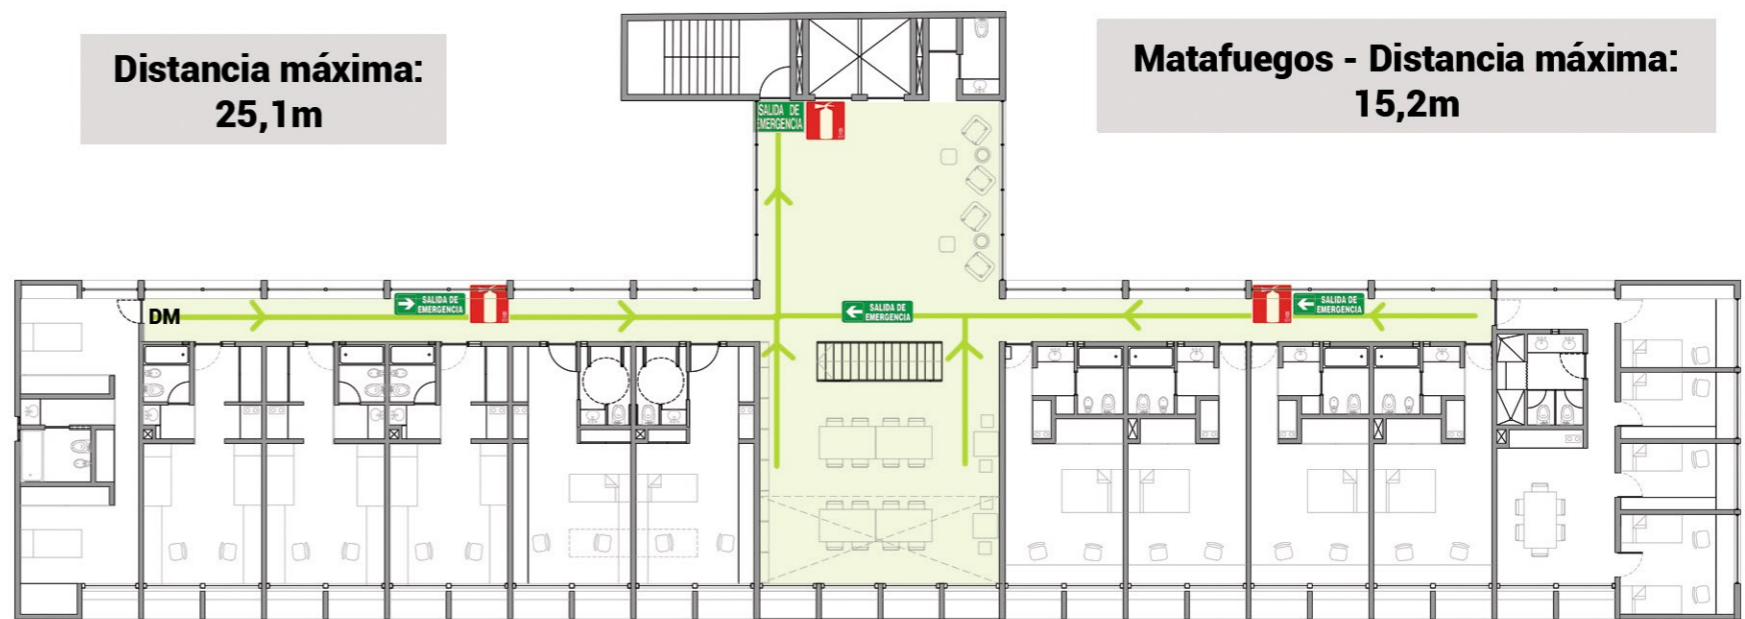 Distancia máxima:
25,1m
Matafuegos - Distancia máxima:
15,2m
SALIDA DE
EMERGENCIA
SALIDA DE
EMERGENCIA
SALIDA DE
EMERGENCIA
SALIDA DE
EMERGENCIA
DM